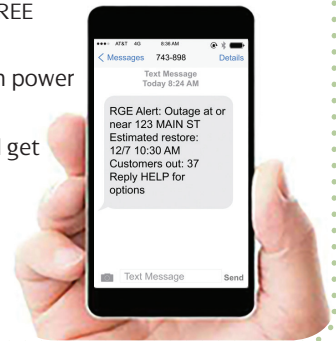 REE
n power
get
AT&T 4G 8:36 AM
Messages 743-898 Details
Text Message
Today 8:24 AM
RGE Alert: Outage at or
near 123 MAIN ST
Estimated restore:
12/7 10:30 AM
Customers out: 37
Reply HELP for
options
Text Message Send